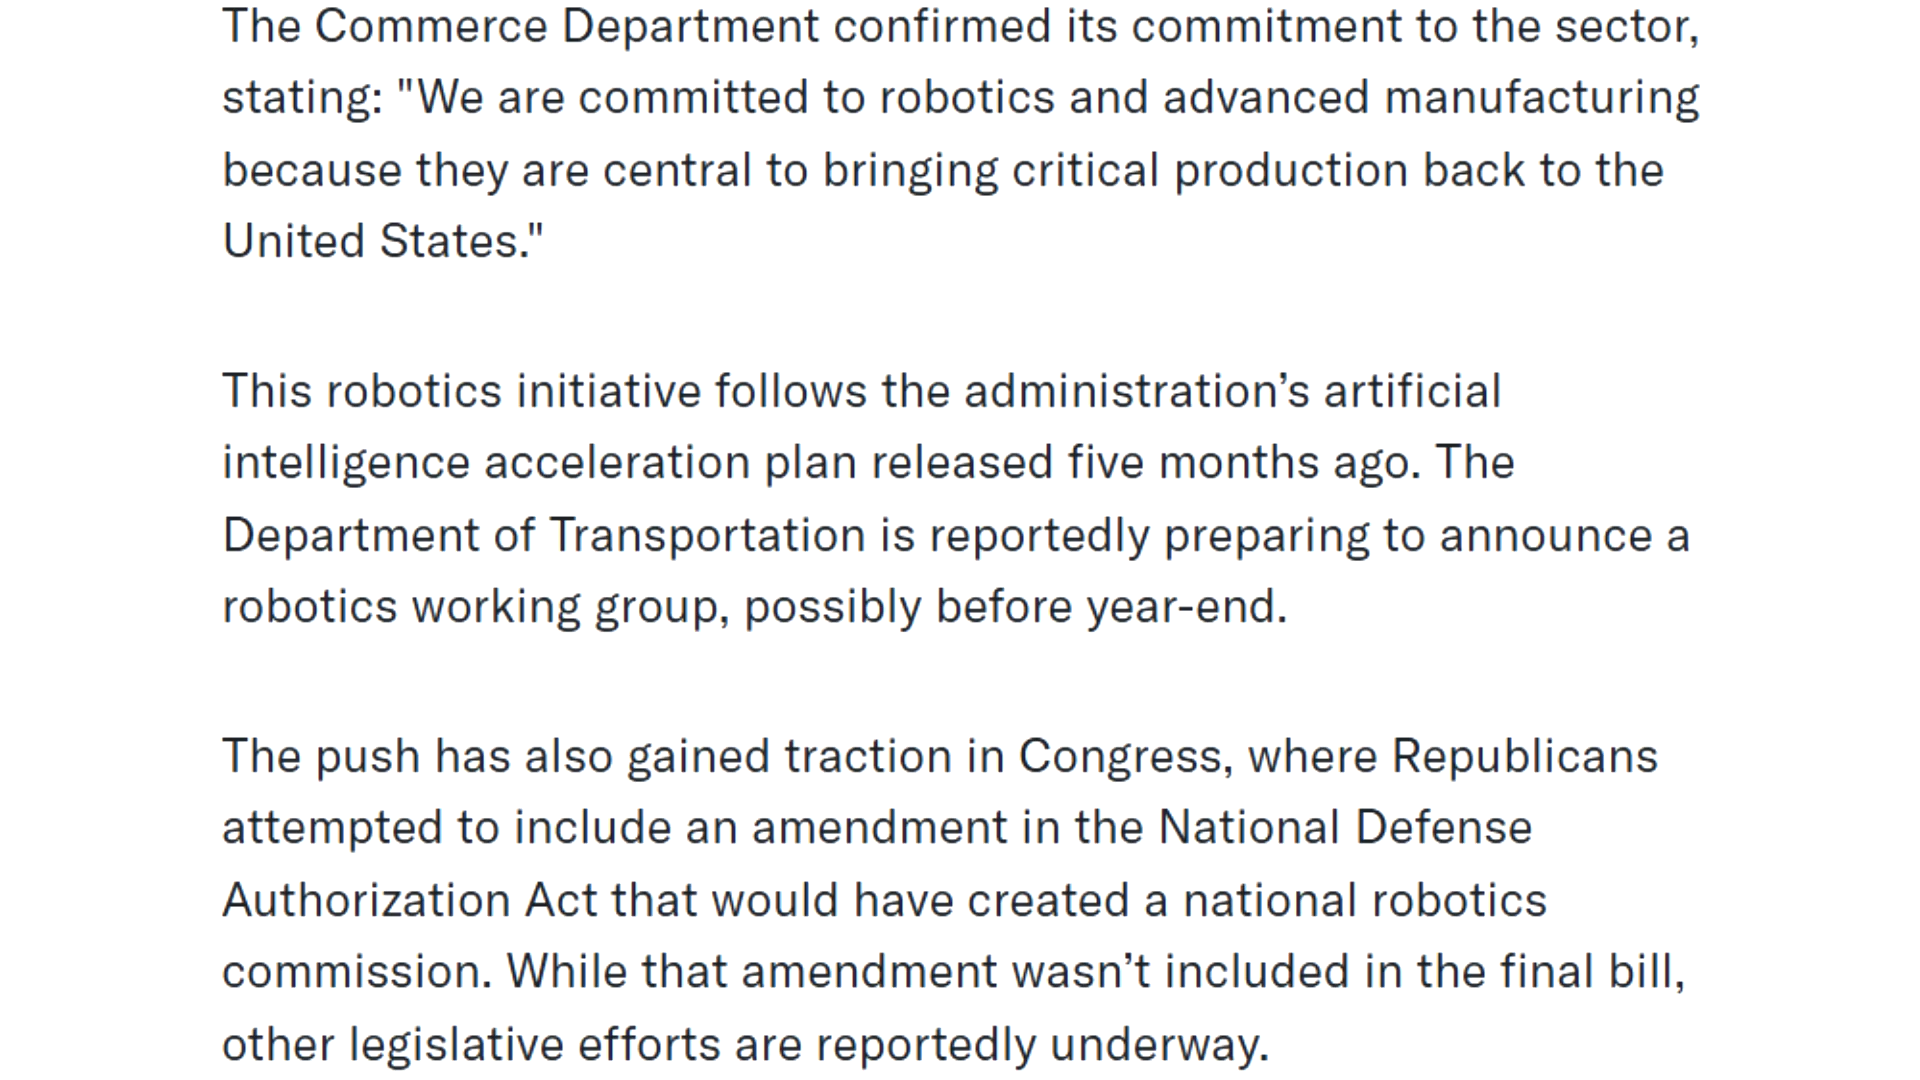 The Commerce Department confirmed its commitment to the sector,
stating: "We are committed to robotics and advanced manufacturing
because they are central to bringing critical production back to the
United States."
This robotics initiative follows the administration’s artificial
intelligence acceleration plan released five months ago. The
Department of Transportation is reportedly preparing to announce a
robotics working group, possibly before year-end.
The push has also gained traction in Congress, where Republicans
attempted to include an amendment in the National Defense
Authorization Act that would have created a national robotics
commission. While that amendment wasn’t included in the final bill,
other legislative efforts are reportedly underway.